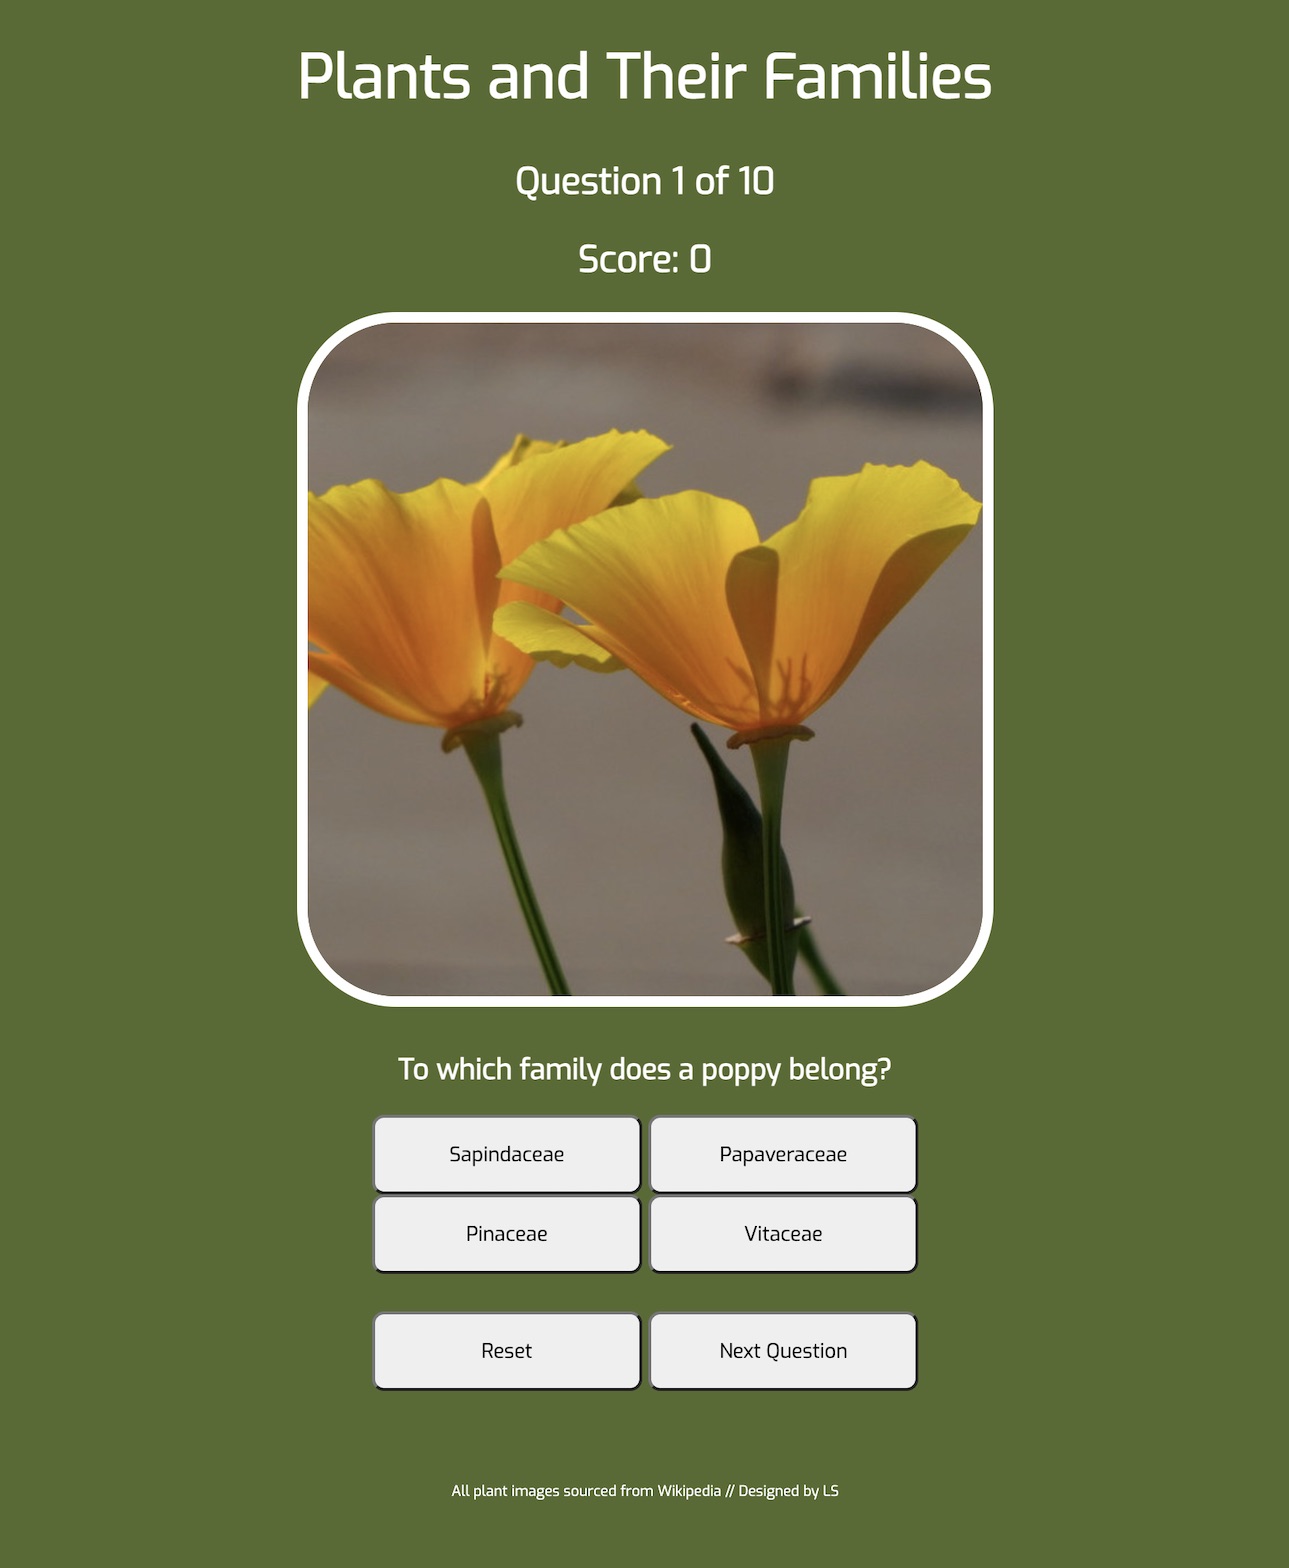 Plants and Their Families
Question 1 of 10
Score: 0
To which family does a poppy belong?
Sapindaceae
Papaveraceae
Pinaceae
Vitaceae
Reset
Next Question
All plant images sourced from Wikipedia // Designed by LS